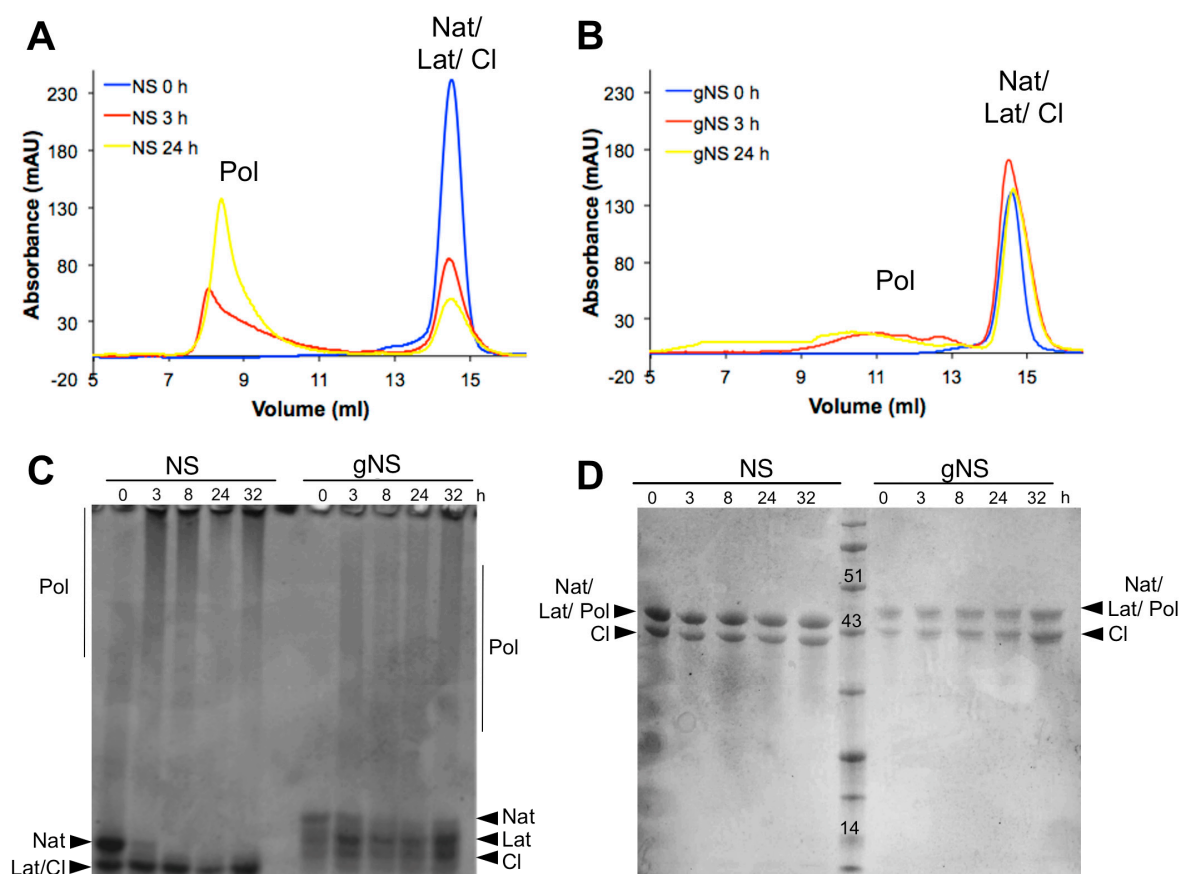 A
Nat/
Lat/ Cl
NS 0 h
NS 3 h
NS 24 h
Pol
Absorbance (mAU)
230
180
130
80
30
-20
5 7 9 11 13 15
Volume (ml)
B
Nat/
Lat/ Cl
gNS 0 h
gNS 3 h
gNS 24 h
Pol
Absorbance (mAU)
230
180
130
80
30
-20
5 7 9 11 13 15
Volume (ml)
C
NS gNS
0 3 8 24 32 0 3 8 24 32 h
Pol
Pol
Nat
Lat/Cl
Nat
Lat
Cl
D
NS gNS
0 3 8 24 32 0 3 8 24 32 h
Nat/
Lat/ Pol
Cl
51
43
14
Nat/
Lat/ Pol
Cl